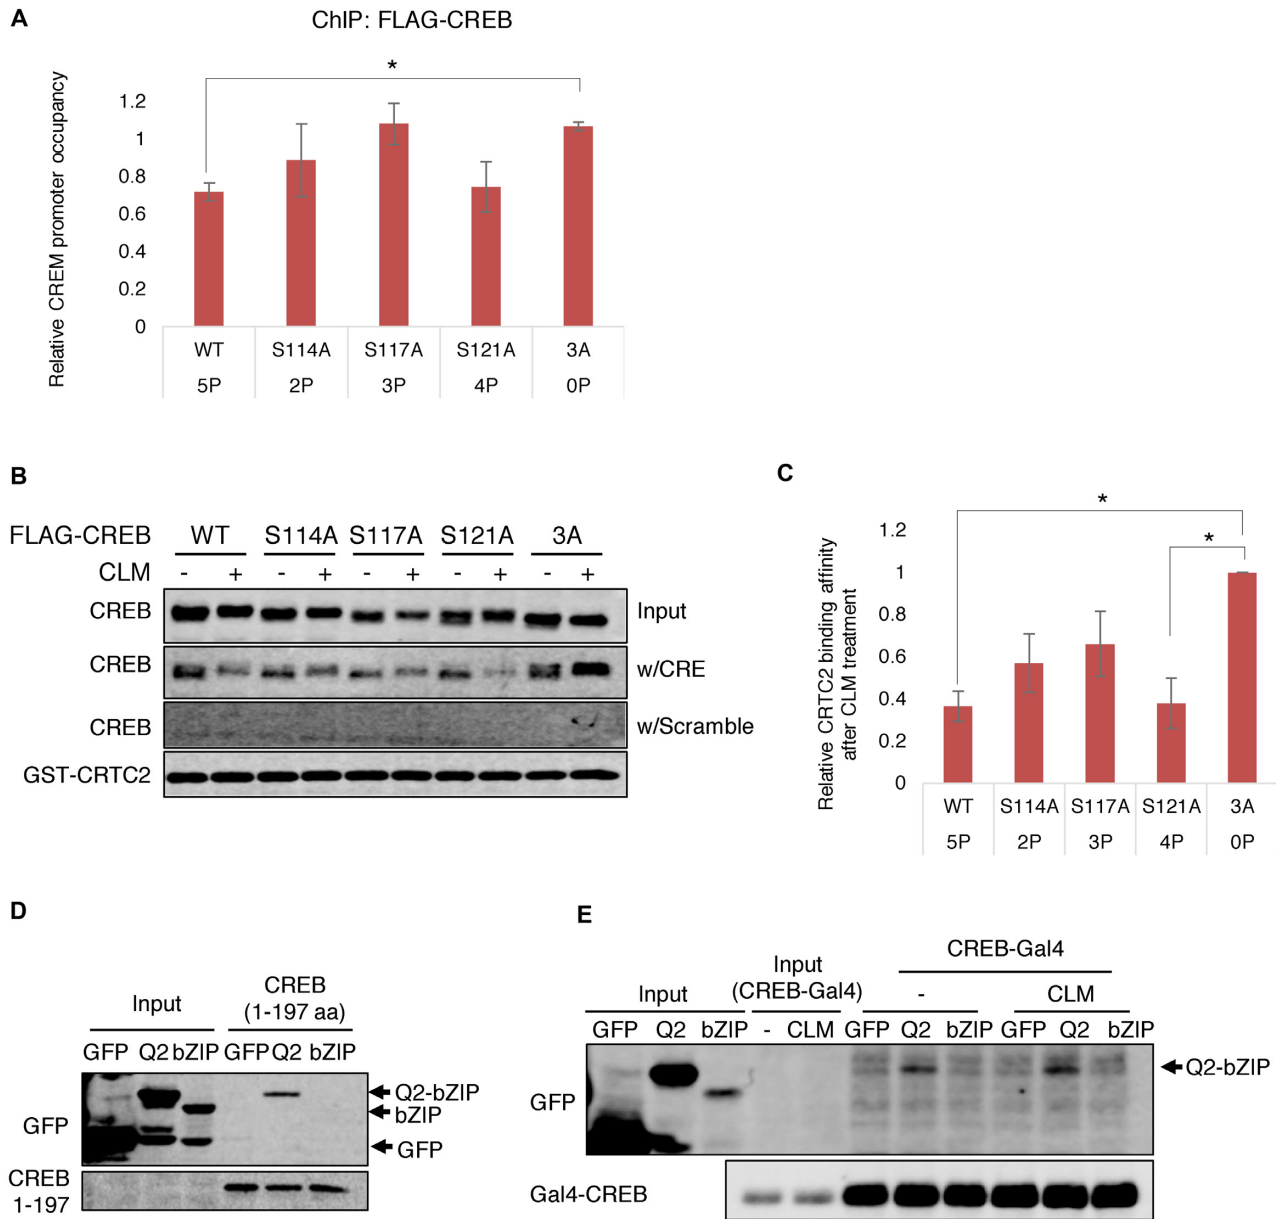 A
ChIP: FLAG-CREB
Relative CREM promoter occupancy
*
1.2
1
0.8
0.6
0.4
0.2
0
WT S114A S117A S121A 3A
5P 2P 3P 4P 0P
B
FLAG-CREB WT S114A S117A S121A 3A
CLM - + - + - + - + - +
CREB Input
CREB w/CRE
CREB w/Scramble
GST-CRTC2
C
Relative CRTC2 binding affinity
after CLM treatment
*
*
1.2
1
0.8
0.6
0.4
0.2
0
WT S114A S117A S121A 3A
5P 2P 3P 4P 0P
D
Input
CREB
(1-197 aa)
GFP Q2 bZIP GFP Q2 bZIP
GFP
Q2-bZIP
bZIP
GFP
CREB
1-197
E
CREB-Gal4
Input
Input
(CREB-Gal4)
- CLM
GFP Q2 bZIP - CLM GFP Q2 bZIP GFP Q2 bZIP
GFP
Q2-bZIP
Gal4-CREB